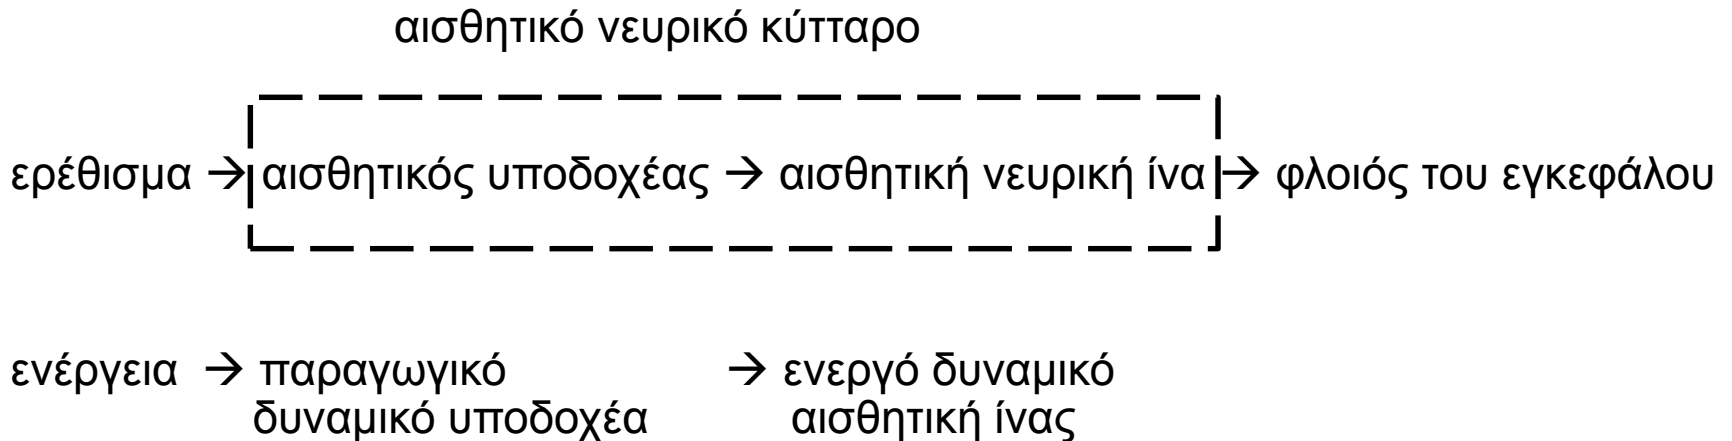 αισθητικό νευρικό κύτταρο
ερέθισμα → αισθητικός υποδοχέας → αισθητική νευρική ίνα → φλοιός του εγκεφάλου
ενέργεια → παραγωγικό → ενεργό δυναμικό
δυναμικό υποδοχέα αισθητική ίνας